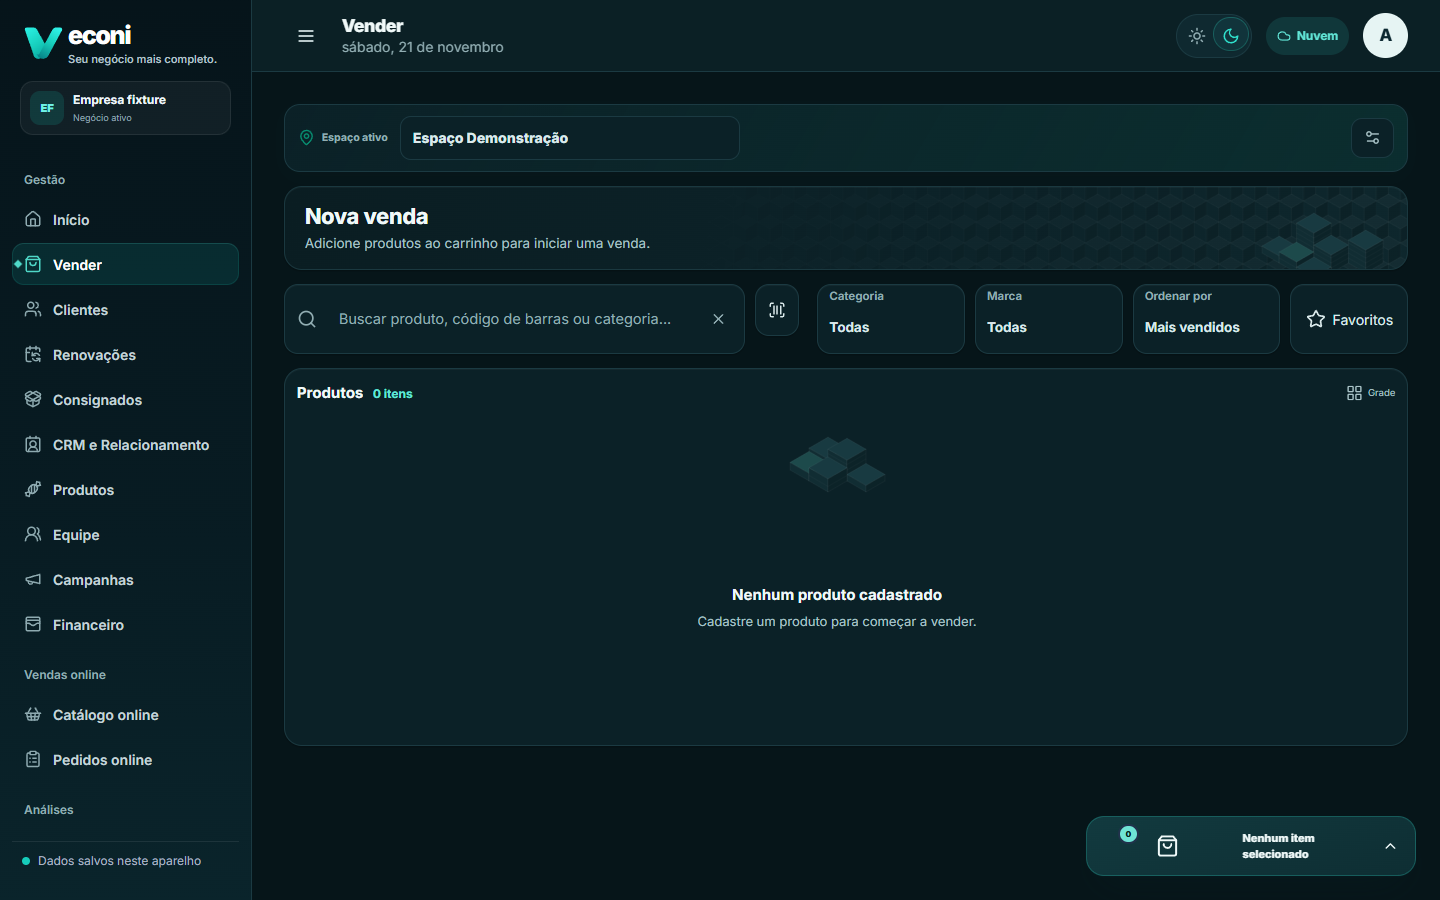 Veconi
Seu negócio mais completo.
EF
Empresa fixture
Negócio ativo
Gestão
Início
Vender
Clientes
Renovações
Consignados
CRM e Relacionamento
Produtos
Equipe
Campanhas
Financeiro
Vendas online
Catálogo online
Pedidos online
Análises
Dados salvos neste aparelho
Vender
sábado, 21 de novembro
Nuvem
A
Espaço ativo
Espaço Demonstração
Nova venda
Adicione produtos ao carrinho para iniciar uma venda.
Buscar produto, código de barras ou categoria...
Categoria
Todas
Marca
Todas
Ordenar por
Mais vendidos
Favoritos
Produtos 0 itens
Grade
Nenhum produto cadastrado
Cadastre um produto para começar a vender.
0
Nenhum item
selecionado